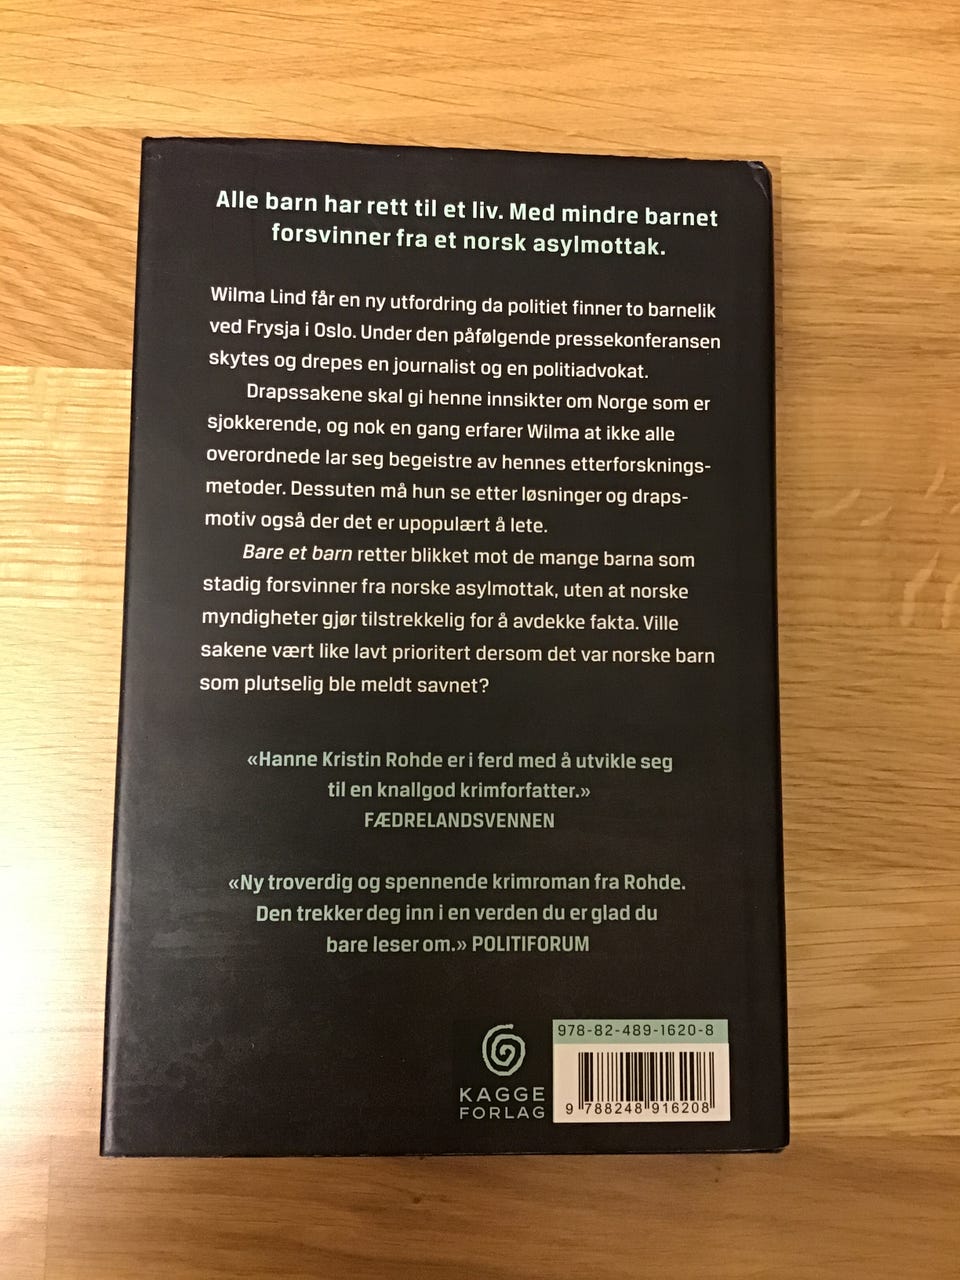 Alle barn har rett til et liv. Med mindre barnet
forsvinner fra et norsk asylmottak.
Wilma Lind får en ny utfordring da politiet finner to barnelik
ved Frysja i Oslo. Under den påfølgende pressekonferansen
skytes og drepes en journalist og en politiadvokat.
Drapssakene skal gi henne innsikter om Norge som er
sjokkerende, og nok en gang erfarer Wilma at ikke alle
overordnede lar seg begeistre av hennes etterforsknings-
metoder. Dessuten må hun se etter løsninger og draps-
motiv også der det er upopulært å lete.
Bare et barn retter blikket mot de mange barna som
stadig forsvinner fra norske asylmottak, uten at norske
myndigheter gjør tilstrekkelig for å avdekke fakta. Ville
sakene vært like lavt prioritert dersom det var norske barn
som plutselig ble meldt savnet?
«Hanne Kristin Rohde er i ferd med å utvikle seg
til en knallgod krimforfatter.»
FÆDRELANDSVENNEN
«Ny troverdig og spennende krimroman fra Rohde.
Den trekker deg inn i en verden du er glad du
bare leser om.» POLITIFORUM
KAGGE
FORLAG
978-82-489-1620-8
9 788248 916208